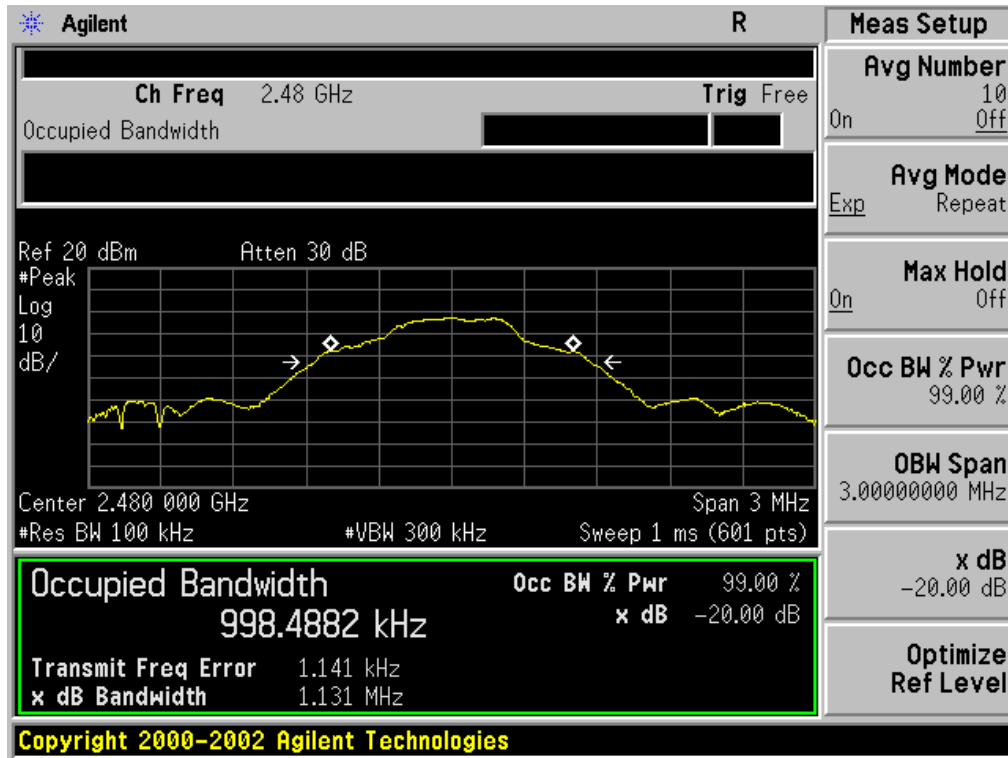 Agilent R Meas Setup
Ch Freq 2.48 GHz Trig Free
Occupied Bandwidth
Avg Number
10
On Off
Avg Mode
Exp Repeat
Max Hold
On Off
Occ BW % Pwr
99.00 %
OBW Span
3.00000000 MHz
x dB
-20.00 dB
Optimize
Ref Level
Ref 20 dBm Atten 30 dB
#Peak
Log
10
dB/
Center 2.480 000 GHz Span 3 MHz
#Res BW 100 kHz #VBW 300 kHz Sweep 1 ms (601 pts)
Occupied Bandwidth Occ BW % Pwr 99.00 %
998.4882 kHz x dB -20.00 dB
Transmit Freq Error 1.141 kHz
x dB Bandwidth 1.131 MHz
Copyright 2000-2002 Agilent Technologies